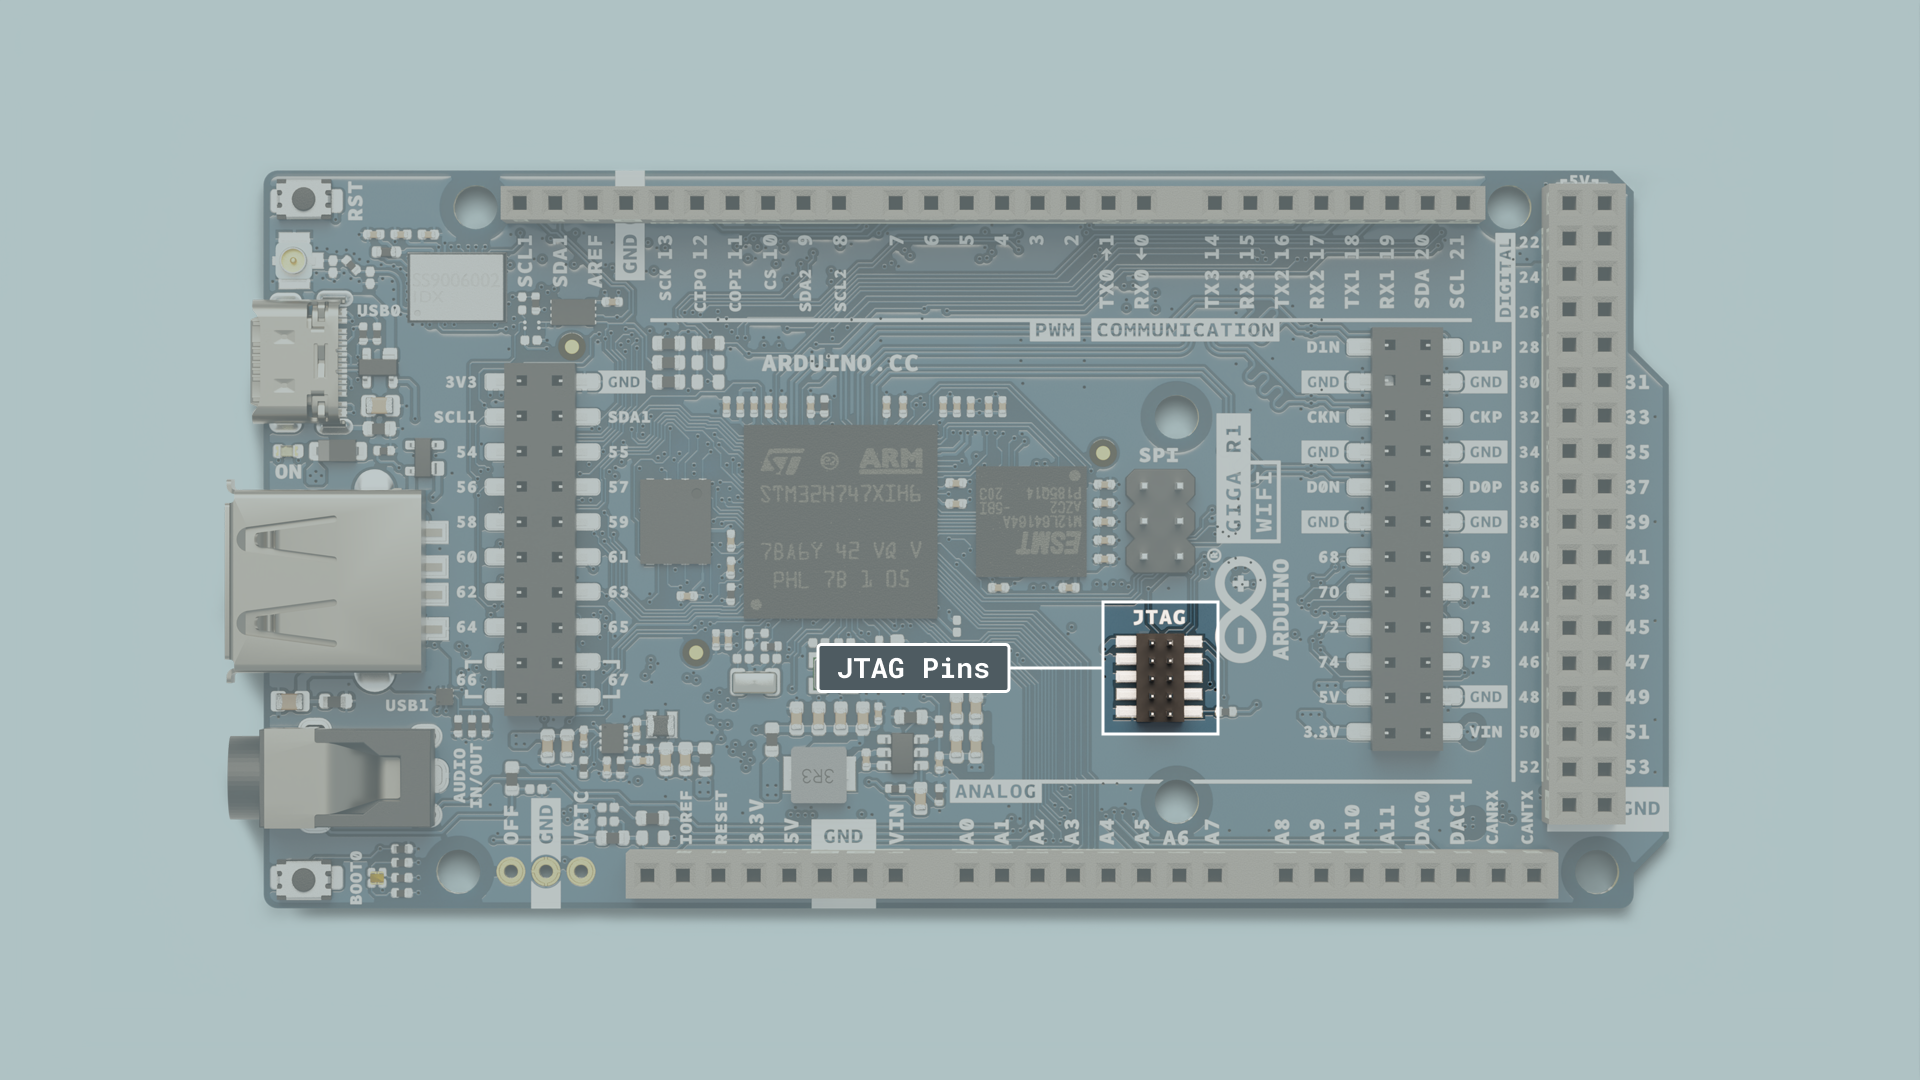 RST
-5V-
SCL1
SDA1
AREF
GND
SCK 13
CIPO 12
COPI 11
CS 10
SDA2 9
SCL2 8
7
6
5
4
3
2
TX0→1
RX0←0
TX3 14
RX3 15
TX2 16
RX2 17
TX1 18
RX1 19
SDA 20
SCL 21
DIGITAL
PWM
COMMUNICATION
USB0
ARDUINO.CC
ON
3V3 GND
SCL1 SDA1
54 55
56 57
58 59
60 61
62 63
64 65
66 67
ARM
STM32H747XIH6
7BA6Y 42 VQ V
PHL 7B 1 05
ESMT
M12L64164A
SPI
GIGA R1
WIFI
ARDUINO
®
JTAG
JTAG Pins
D1N D1P
GND GND
CKN CKP
GND GND
D0N D0P
GND GND
68 69
70 71
72 73
74 75
5V GND
3.3V VIN
22
24
26
28
30 31
32 33
34 35
36 37
38 39
40 41
42 43
44 45
46 47
48 49
50 51
52 53
GND
USB1
AUDIO
IN/OUT
3R3
ANALOG
BOOT0
OFF
GND
VRTC
IOREF
RESET
3.3V
5V
GND
VIN
A0
A1
A2
A3
A4
A5
A6
A7
A8
A9
A10
A11
DAC0
DAC1
CANRX
CANTX